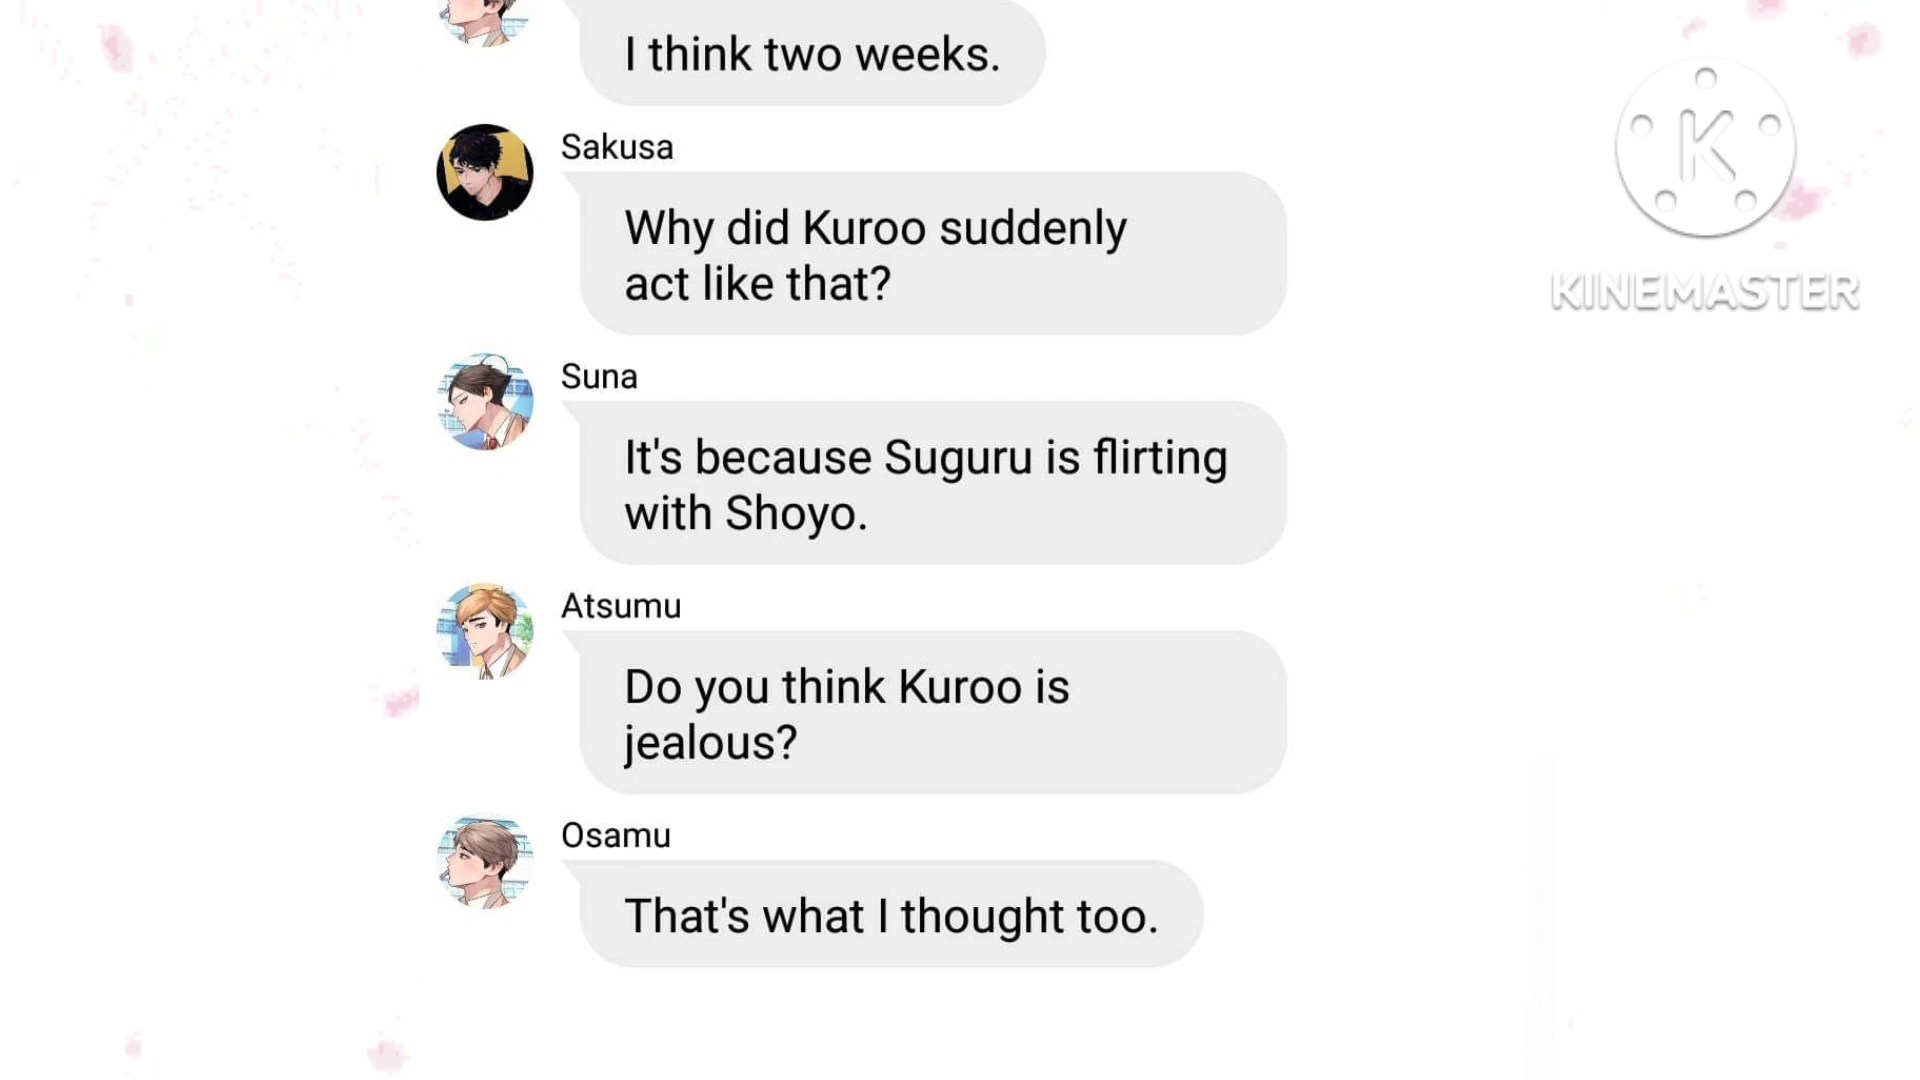 I think two weeks.
Sakusa
Why did Kuroo suddenly
act like that?
Suna
It's because Suguru is flirting
with Shoyo.
Atsumu
Do you think Kuroo is
jealous?
Osamu
That's what I thought too.
K
KINEMASTER